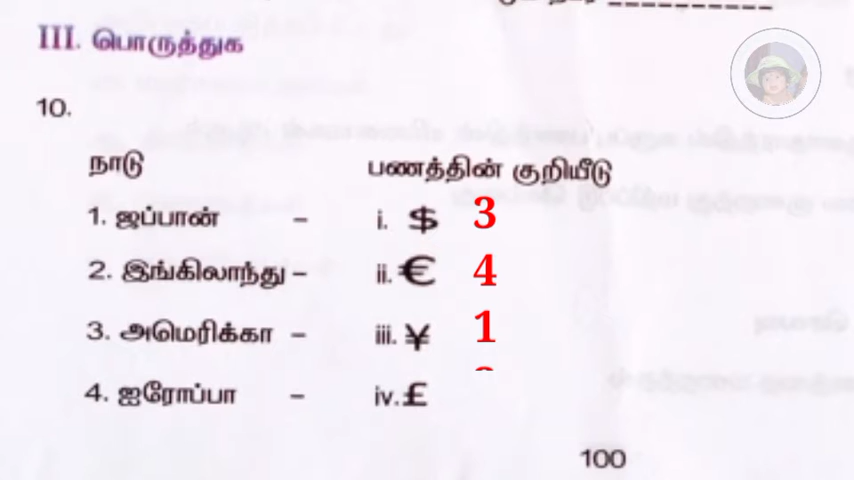 III. பொருத்துக
10.
நாடு பணத்தின் குறியீடு
1. ஜப்பான் – i. $ 3
2. இங்கிலாந்து – ii. € 4
3. அமெரிக்கா – iii. ¥ 1
4. ஐரோப்பா – iv. £
100